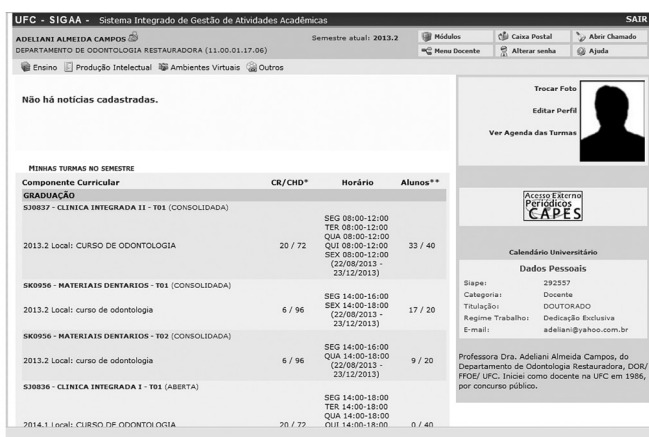 UFC - SIGAA - Sistema Integrado de Gestão de Atividades Acadêmicas SAIR
ADELIANI ALMEIDA CAMPOS Semestre atual: 2013.2 Módulos Caixa Postal Abrir Chamado
DEPARTAMENTO DE ODONTOLOGIA RESTAURADORA (11.00.01.17.06) Menu Docente Alterar senha Ajuda
Ensino Produção Intelectual Ambientes Virtuais Outros
Não há notícias cadastradas.
MINHAS TURMAS NO SEMESTRE
Componente Curricular CR/CHD* Horário Alunos**
GRADUAÇÃO
SJ0837 - CLINICA INTEGRADA II - T01 (CONSOLIDADA)
2013.2 Local: CURSO DE ODONTOLOGIA 20 / 72
SEG 08:00-12:00
TER 08:00-12:00
QUA 08:00-12:00
QUI 08:00-12:00
SEX 08:00-12:00
(22/08/2013 -
23/12/2013)
33 / 40
SK0956 - MATERIAIS DENTARIOS - T01 (CONSOLIDADA)
2013.2 Local: curso de odontologia 6 / 96
SEG 14:00-16:00
SEX 14:00-18:00
(22/08/2013 -
23/12/2013)
17 / 20
SK0956 - MATERIAIS DENTARIOS - T02 (CONSOLIDADA)
2013.2 Local: curso de odontologia 6 / 96
SEG 14:00-16:00
QUA 14:00-18:00
(22/08/2013 -
23/12/2013)
9 / 20
SJ0836 - CLINICA INTEGRADA I - T01 (ABERTA)
SEG 14:00-18:00
TER 14:00-18:00
QUA 14:00-18:00
2014.1 Local: CURSO DE ODONTOLOGIA 20 / 72 QUI 14:00-18:00 0 / 40
Trocar Foto
Editar Perfil
Ver Agenda das Turmas
Acesso Externo
Periódicos
CAPES
Calendário Universitário
Dados Pessoais
Siape: 292557
Categoria: Docente
Titulação: DOUTORADO
Regime Trabalho: Dedicação Exclusiva
E-mail: adeliani@yahoo.com.br
Professora Dra. Adeliani Almeida Campos, do
Departamento de Odontologia Restauradora, DOR/
FFOE/ UFC. Iniciei como docente na UFC em 1986,
por concurso público.